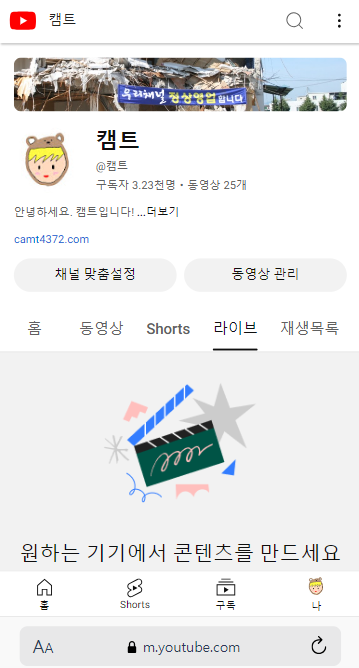 캠트
우리채널 정상영업 합니다
캠트
@캠트
구독자 3.23천명 • 동영상 25개
안녕하세요. 캠트입니다! ...더보기
camt4372.com
채널 맞춤설정
동영상 관리
홈 동영상 Shorts 라이브 재생목록
원하는 기기에서 콘텐츠를 만드세요
홈 Shorts 구독 나
AA m.youtube.com